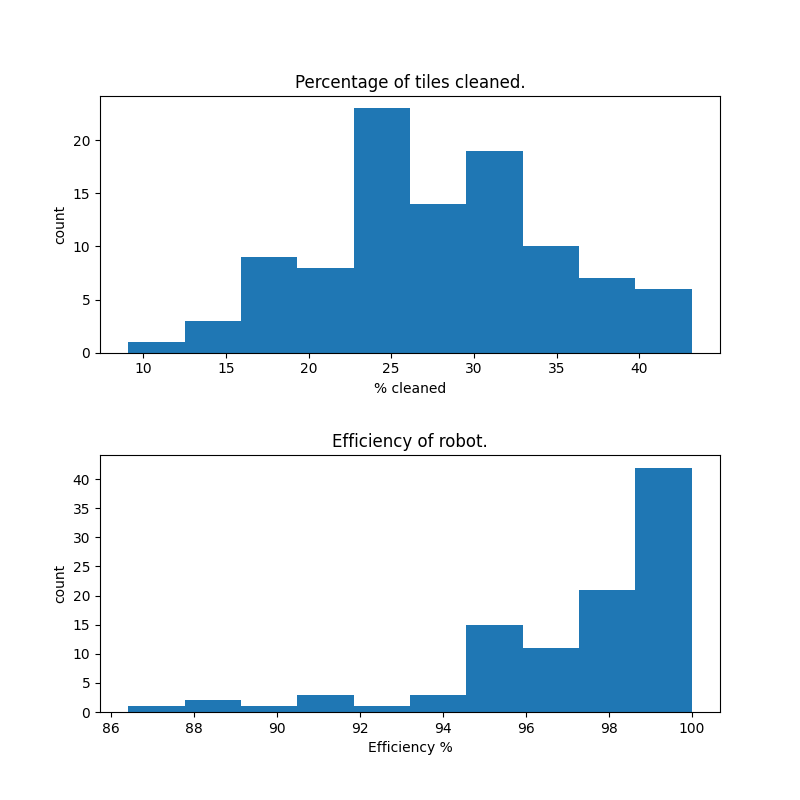 Percentage of tiles cleaned.
20
15
10
5
0
count
10 15 20 25 30 35 40
% cleaned
Efficiency of robot.
40
35
30
25
20
15
10
5
0
count
86 88 90 92 94 96 98 100
Efficiency %